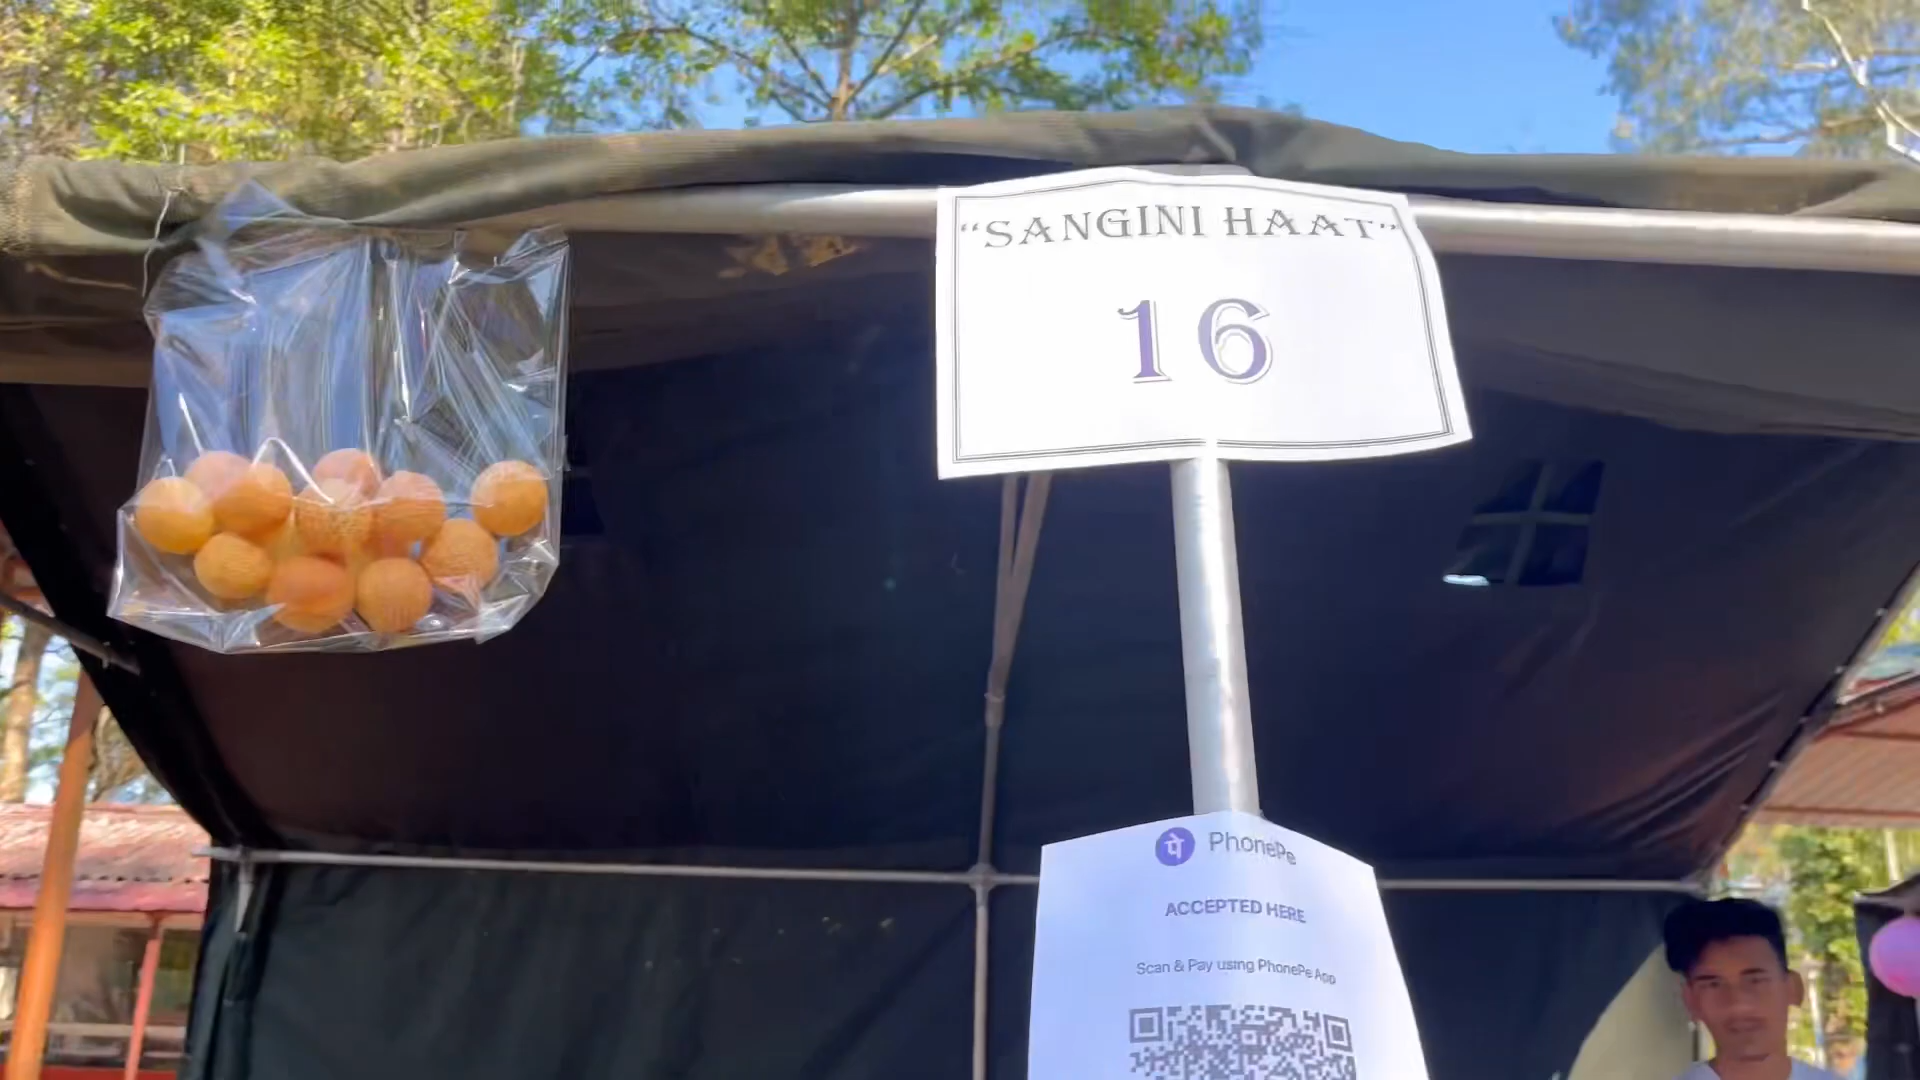 “SANGINI HAAT”
16
पे PhonePe
ACCEPTED HERE
Scan & Pay using PhonePe App